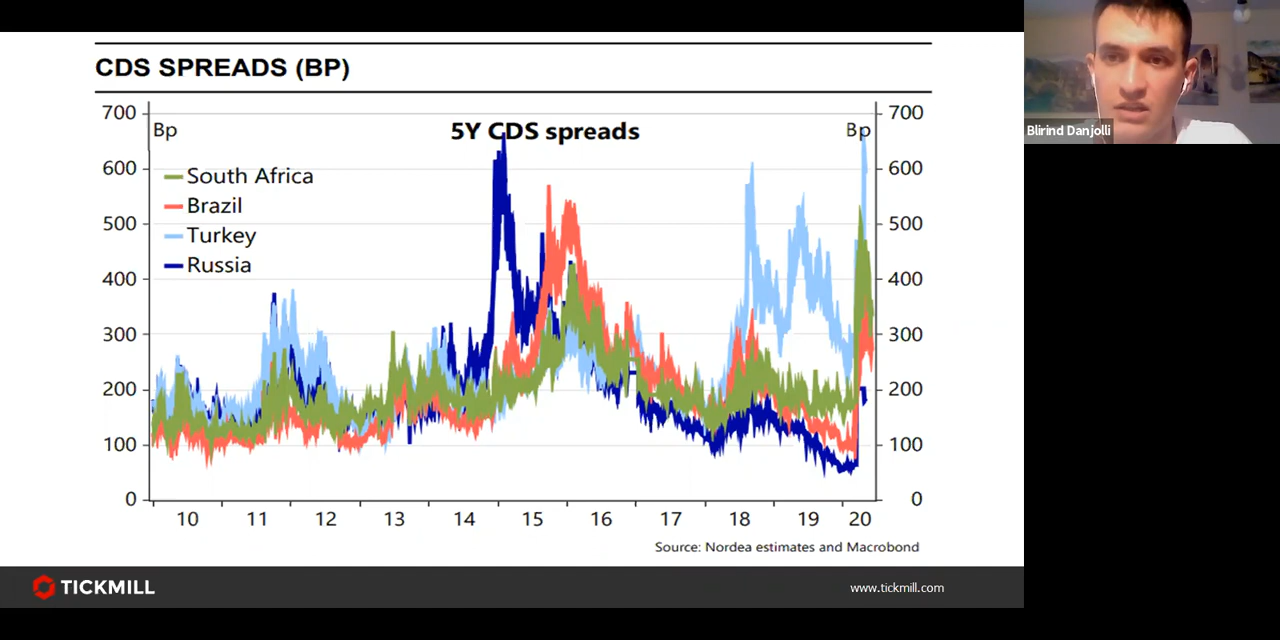 CDS SPREADS (BP)
5Y CDS spreads
Bp
Bp
700
600
500
400
300
200
100
0
South Africa
Brazil
Turkey
Russia
700
600
500
400
300
200
100
0
10 11 12 13 14 15 16 17 18 19 20
Source: Nordea estimates and Macrobond
TICKMILL
www.tickmill.com
Blirind Danjolli